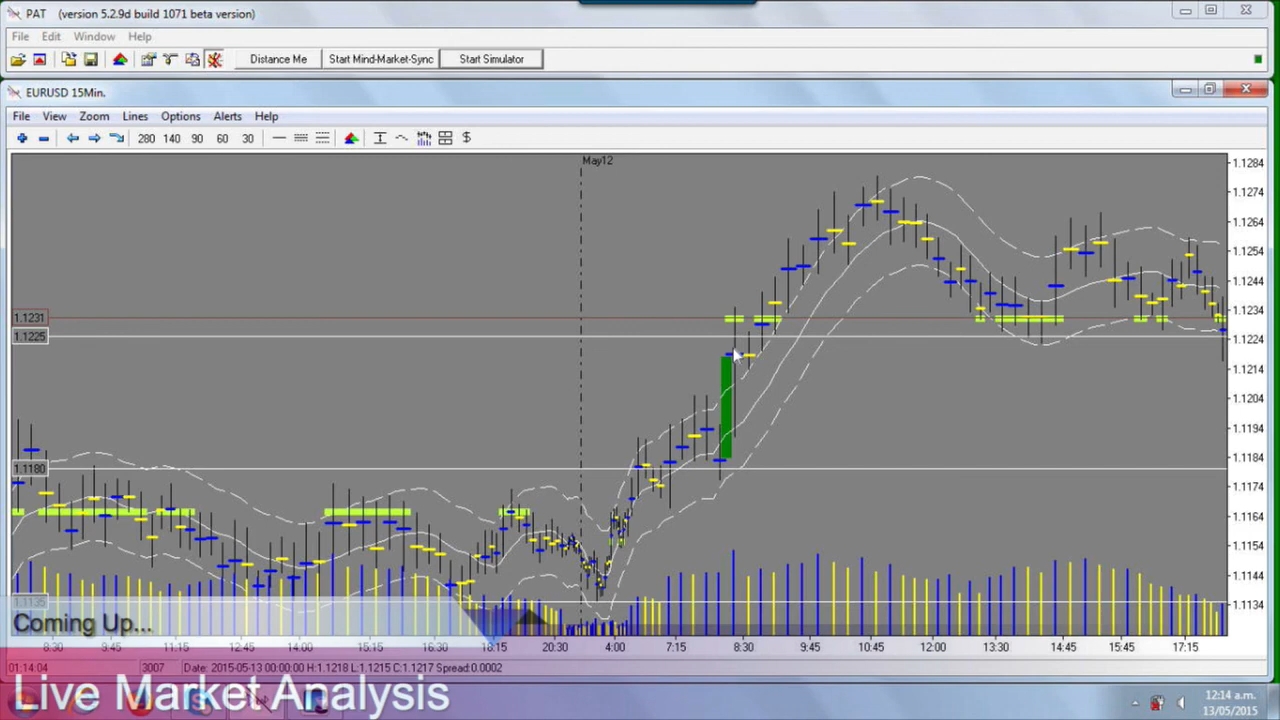 PAT (version 5.2.9d build 1071 beta version)
File Edit Window Help
Distance Me Start Mind-Market-Sync Start Simulator
EURUSD 15Min.
File View Zoom Lines Options Alerts Help
280 140 90 60 30 $
May12
1.1284
1.1274
1.1264
1.1254
1.1244
1.1234
1.1231
1.1225
1.1224
1.1214
1.1204
1.1194
1.1184
1.1180
1.1174
1.1164
1.1154
1.1144
1.1135
1.1134
Coming Up...
8:30 9:45 11:15 12:45 14:00 15:15 16:30 18:15 20:30 4:00 7:15 8:30 9:45 10:45 12:00 13:30 14:45 15:45 17:15
01:14:04 3007 Date: 2015-05-13 00:00:00 H:1.1218 L:1.1215 C:1.1217 Spread:0.0002
Live Market Analysis
12:14 a.m.
13/05/2015